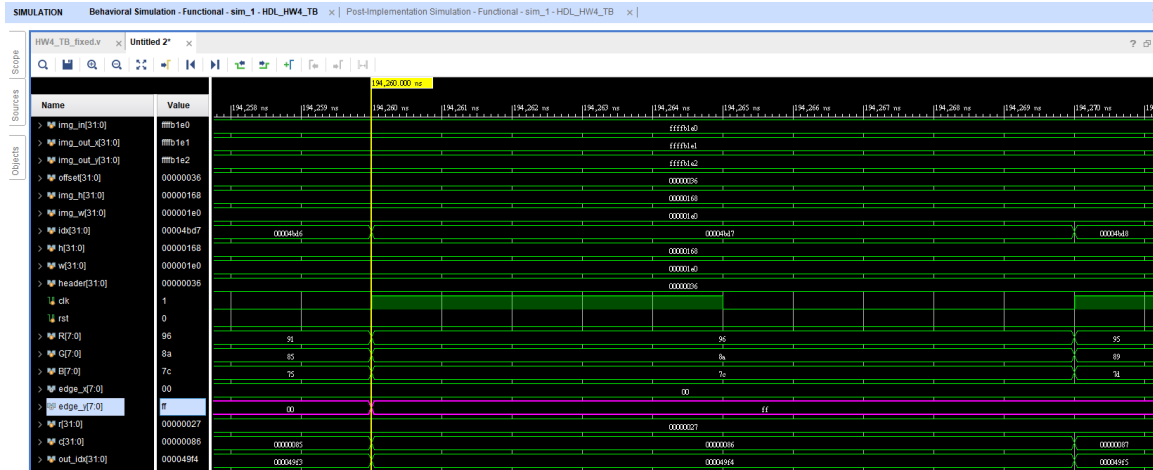 SIMULATION Behavioral Simulation - Functional - sim_1 - HDL_HW4_TB × Post-Implementation Simulation - Functional - sim_1 - HDL_HW4_TB ×
HW4_TB_fixed.v × Untitled 2* × ?
Scope
Sources
Objects
194,260.000 ns
Name Value 194,258 ns 194,259 ns 194,260 ns 194,261 ns 194,262 ns 194,263 ns 194,264 ns 194,265 ns 194,266 ns 194,267 ns 194,268 ns 194,269 ns 194,270 ns 19
img_in[31:0] ffffb1e0 ffffb1e0
img_out_x[31:0] ffffb1e1 ffffb1e1
img_out_y[31:0] ffffb1e2 ffffb1e2
offset[31:0] 00000036 00000036
img_h[31:0] 00000168 00000168
img_w[31:0] 000001e0 000001e0
idx[31:0] 00004bd7 00004bd6 00004bd7 00004bd8
h[31:0] 00000168 00000168
w[31:0] 000001e0 000001e0
header[31:0] 00000036 00000036
clk 1
rst 0
R[7:0] 96 91 96 95
G[7:0] 8a 85 8a 89
B[7:0] 7c 75 7c 7d
edge_x[7:0] 00 00
edge_y[7:0] ff 00 ff
r[31:0] 00000027 00000027
c[31:0] 00000086 00000085 00000086 00000087
out_idx[31:0] 000049f4 000049f3 000049f4 000049f5